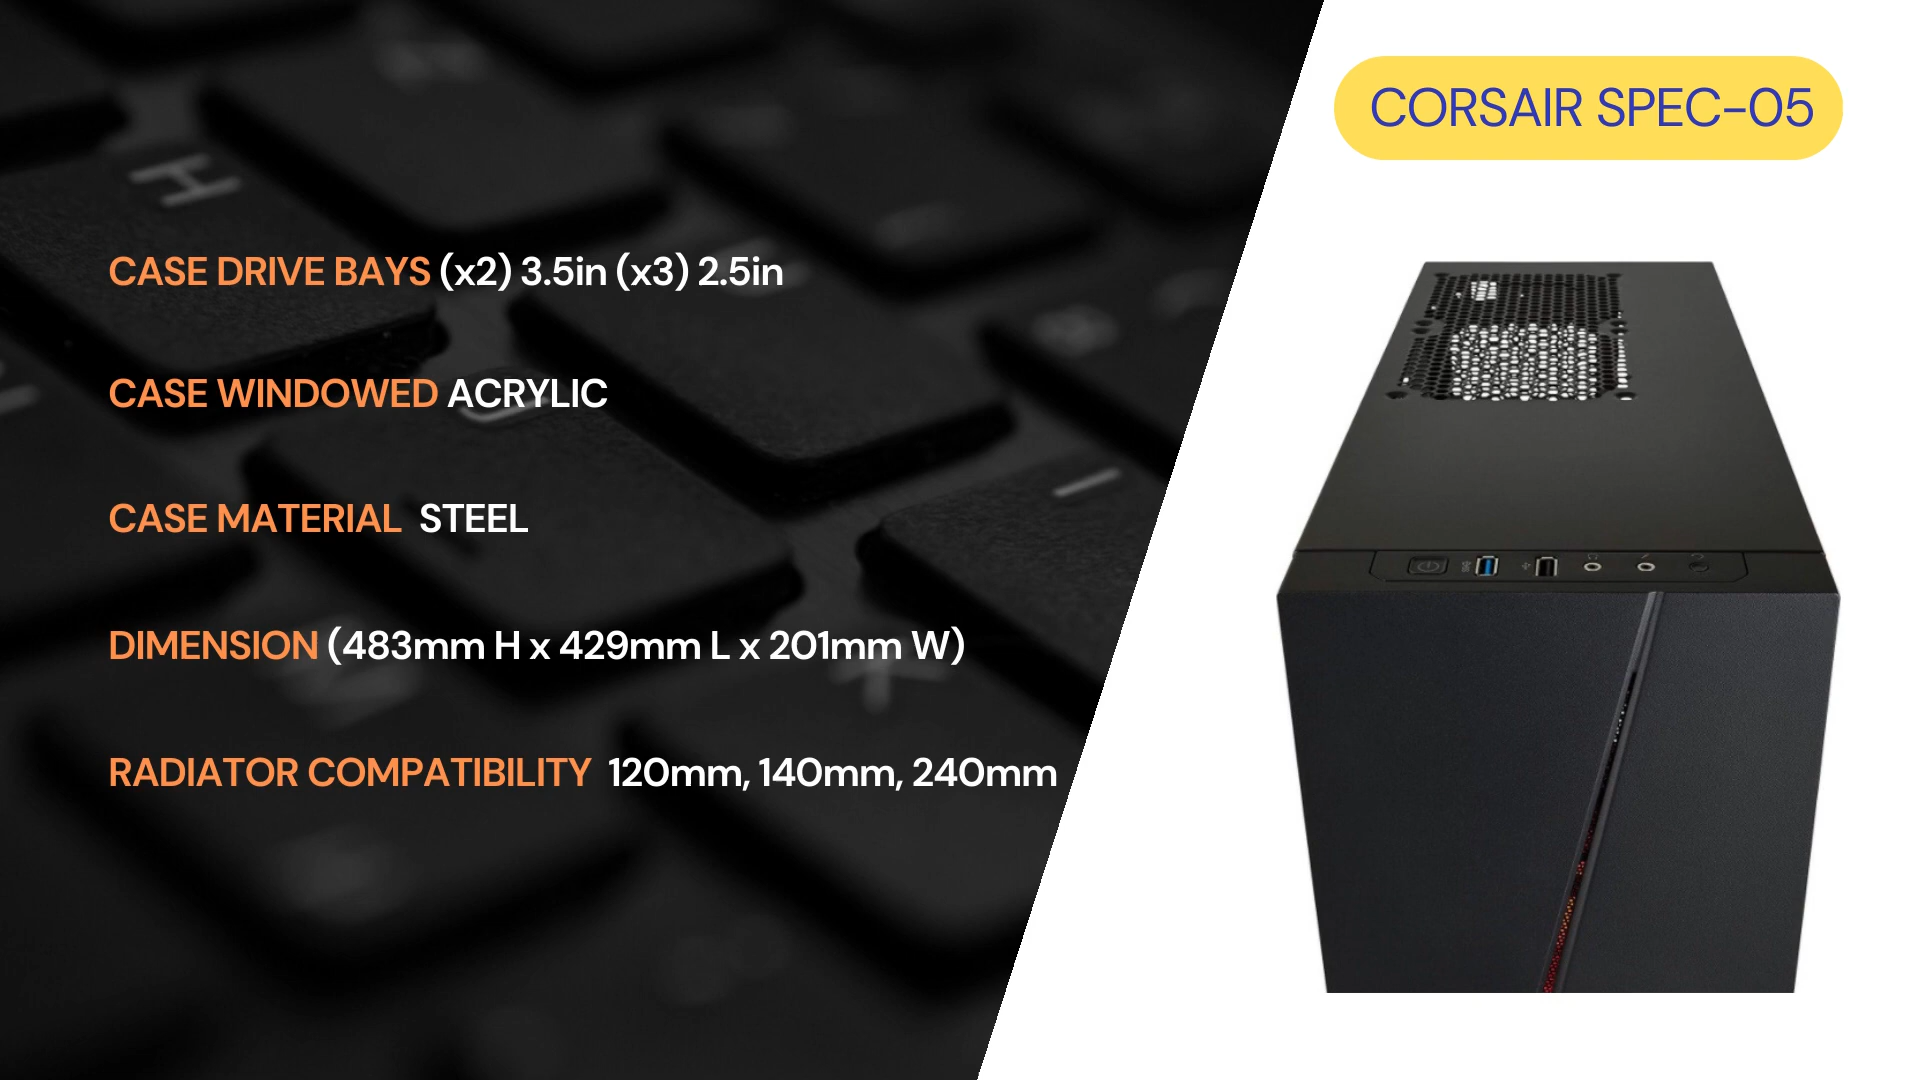 CORSAIR SPEC-05
CASE DRIVE BAYS (x2) 3.5in (x3) 2.5in
CASE WINDOWED ACRYLIC
CASE MATERIAL STEEL
DIMENSION (483mm H x 429mm L x 201mm W)
RADIATOR COMPATIBILITY 120mm, 140mm, 240mm
H
I
K